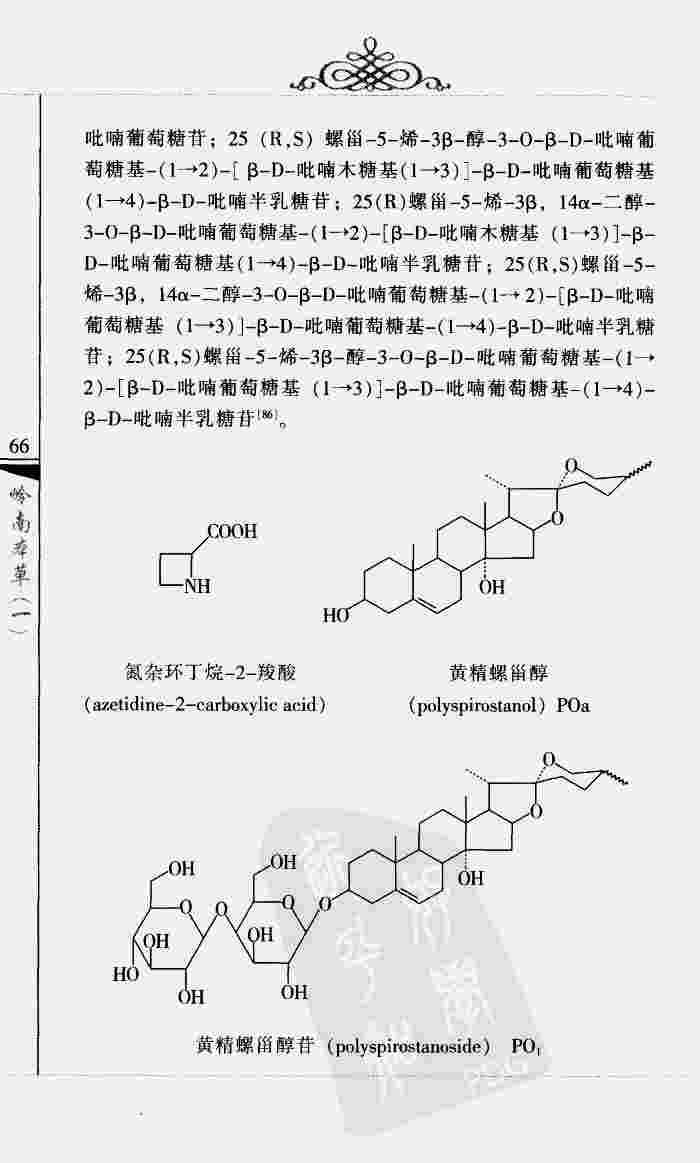 吡喃葡萄糖苷；25 (R,S) 螺甾-5-烯-3β-醇-3-O-β-D-吡喃葡
萄糖基-(1→2)-[ β-D-吡喃木糖基(1→3)]-β-D-吡喃葡萄糖基
(1→4)-β-D-吡喃半乳糖苷；25(R)螺甾-5-烯-3β，14α-二醇-
3-O-β-D-吡喃葡萄糖基-(1→2)-[β-D-吡喃木糖基 (1→3)]-β-
D-吡喃葡萄糖基(1→4)-β-D-吡喃半乳糖苷；25(R,S)螺甾-5-
烯-3β，14α-二醇-3-O-β-D-吡喃葡萄糖基-(1→2)-[β-D-吡喃
葡萄糖基 (1→3)]-β-D-吡喃葡萄糖基-(1→4)-β-D-吡喃半乳糖
苷；25(R,S)螺甾-5-烯-3β-醇-3-O-β-D-吡喃葡萄糖基-(1→
2)-[β-D-吡喃葡萄糖基 (1→3)]-β-D-吡喃葡萄糖基-(1→4)-
β-D-吡喃半乳糖苷[86]。
66
岭南本草(一)
COOH
NH
O
O
OH
HO
氮杂环丁烷-2-羧酸
(azetidine-2-carboxylic acid)
黄精螺甾醇
(polyspirostanol) POa
O
O
OH
OH
OH
O
O
O
O
OH
OH
HO
OH
OH
黄精螺甾醇苷 (polyspirostanoside) PO1